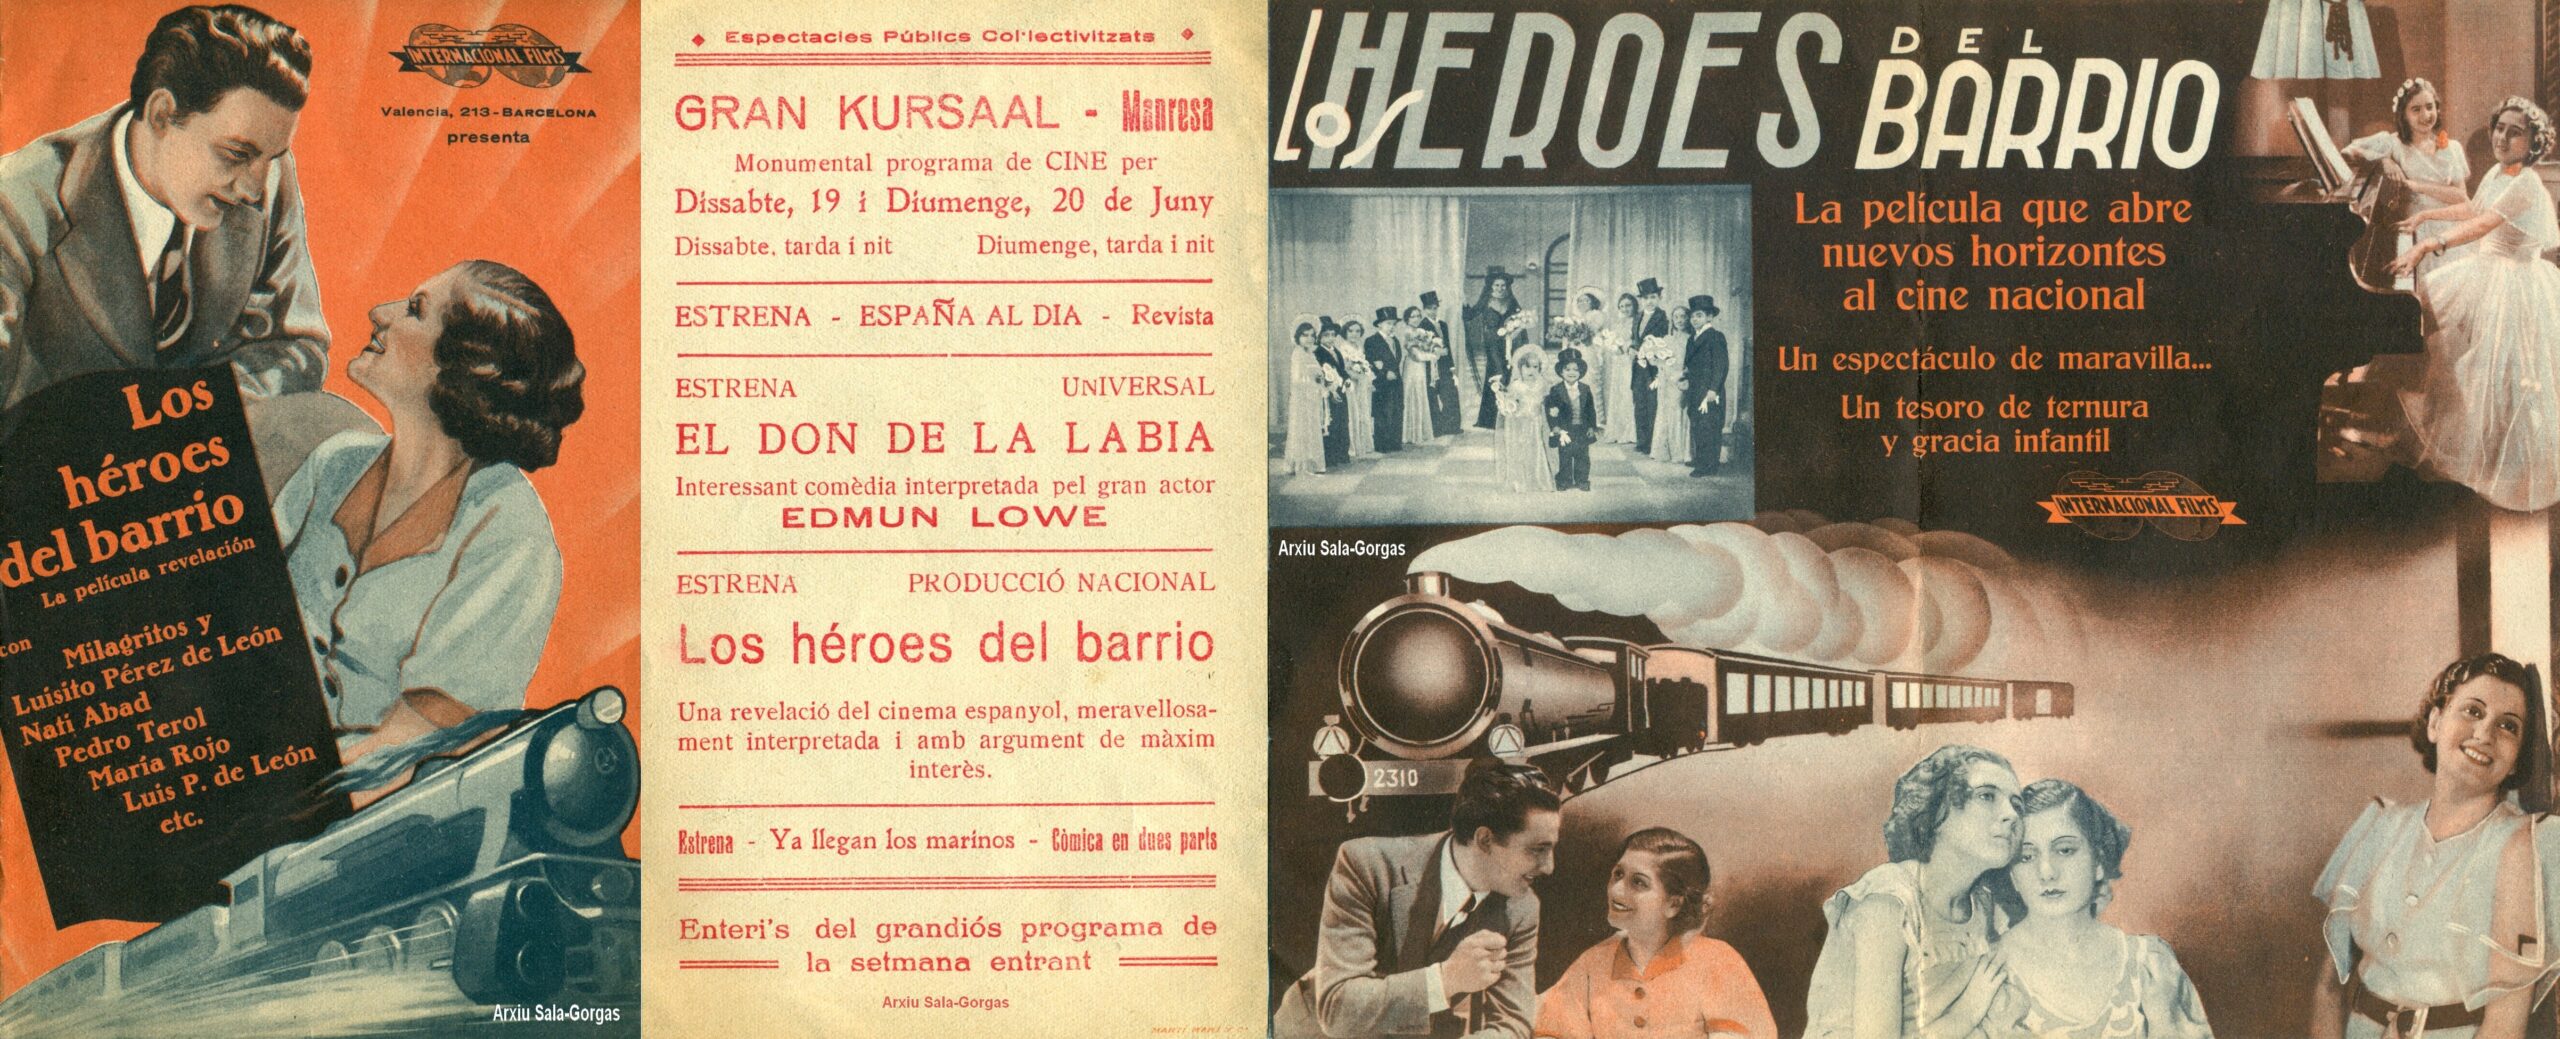 INTERNACIONAL FILMS
Valencia, 213-BARCELONA
presenta
Los
héroes
del barrio
La película revelación
con Milagritos y
Luisito Pérez de León
Nati Abad
Pedro Terol
María Rojo
Luis P. de León
etc.
Arxiu Sala-Gorgas
Espectacles Públics Col·lectivitzats
GRAN KURSAAL - Manresa
Monumental programa de CINE per
Dissabte, 19 i Diumenge, 20 de Juny
Dissabte, tarda i nit Diumenge, tarda i nit
ESTRENA - ESPAÑA AL DIA - Revista
ESTRENA UNIVERSAL
EL DON DE LA LABIA
Interessant comèdia interpretada pel gran actor
EDMUN LOWE
ESTRENA PRODUCCIÓ NACIONAL
Los héroes del barrio
Una revelació del cinema espanyol, meravellosa-
ment interpretada i amb argument de màxim
interès.
Estrena - Ya llegan los marinos - Còmica en dues parts
Enteri's del grandiós programa de
la setmana entrant
Arxiu Sala-Gorgas
Los HEROES DEL BARRIO
La película que abre
nuevos horizontes
al cine nacional
Un espectáculo de maravilla...
Un tesoro de ternura
y gracia infantil
INTERNACIONAL FILMS
Arxiu Sala-Gorgas
2310